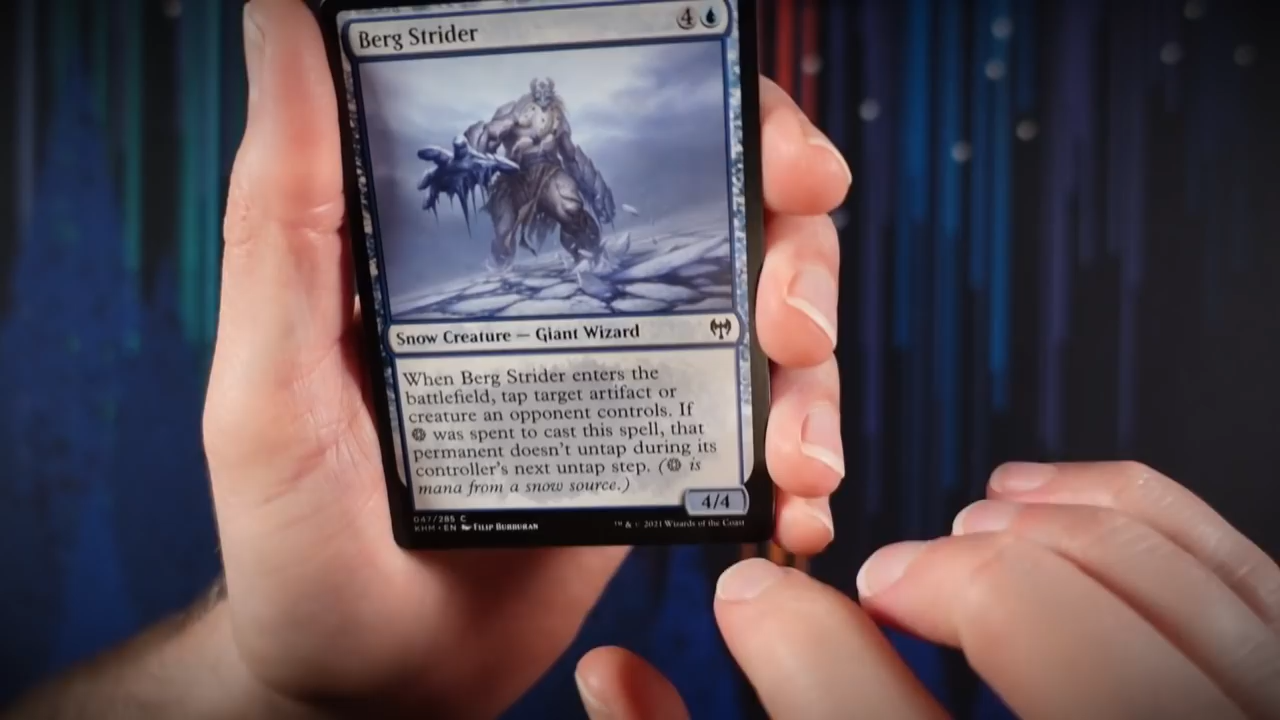 Berg Strider 4
Snow Creature — Giant Wizard
When Berg Strider enters the
battlefield, tap target artifact or
creature an opponent controls. If
was spent to cast this spell, that
permanent doesn't untap during its
controller's next untap step. ( is
mana from a snow source.)
4/4
047/285 C
KHM • EN Filip Burburan
™ & © 2021 Wizards of the Coast